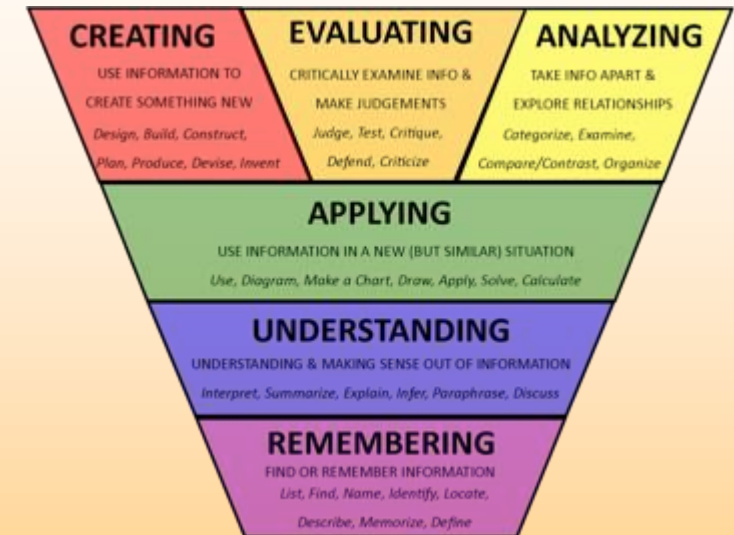 CREATING
USE INFORMATION TO
CREATE SOMETHING NEW
Design, Build, Construct,
Plan, Produce, Devise, Invent
EVALUATING
CRITICALLY EXAMINE INFO &
MAKE JUDGEMENTS
Judge, Test, Critique,
Defend, Criticize
ANALYZING
TAKE INFO APART &
EXPLORE RELATIONSHIPS
Categorize, Examine,
Compare/Contrast, Organize
APPLYING
USE INFORMATION IN A NEW (BUT SIMILAR) SITUATION
Use, Diagram, Make a Chart, Draw, Apply, Solve, Calculate
UNDERSTANDING
UNDERSTANDING & MAKING SENSE OUT OF INFORMATION
Interpret, Summarize, Explain, Infer, Paraphrase, Discuss
REMEMBERING
FIND OR REMEMBER INFORMATION
List, Find, Name, Identify, Locate,
Describe, Memorize, Define